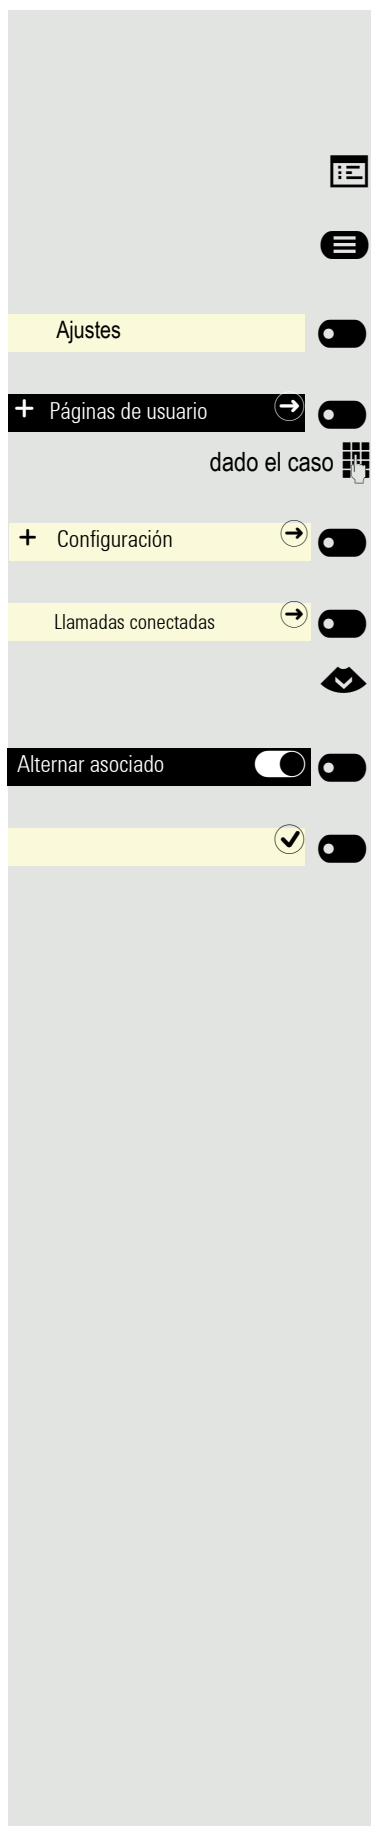 Ajustes
Páginas de usuario
dado el caso
Configuración
Llamadas conectadas
Alternar asociado